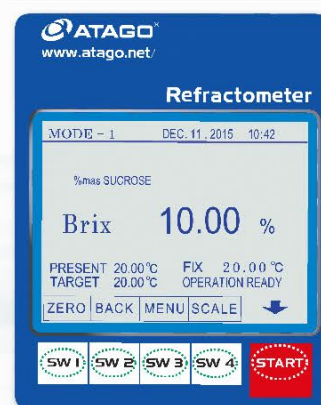 ATAGO®
www.atago.net/
Refractometer
MODE - 1 DEC. 11 . 2015 10:42
%mas SUCROSE
Brix 10.00 %
PRESENT 20.00°C FIX 20.00°C
TARGET 20.00°C OPERATION READY
ZERO BACK MENU SCALE
SW 1 SW 2 SW 3 SW 4 START